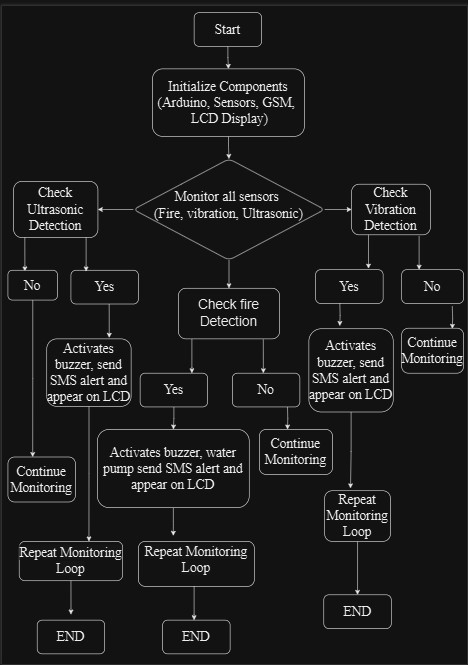 Start
Initialize Components
(Arduino, Sensors, GSM,
LCD Display)
Monitor all sensors
(Fire, vibration, Ultrasonic)
Check
Ultrasonic
Detection
Check
Vibration
Detection
No
Yes
Check fire
Detection
Yes
No
Activates
buzzer, send
SMS alert and
appear on LCD
Yes
No
Activates
buzzer, send
SMS alert and
appear on LCD
Continue
Monitoring
Continue
Monitoring
Activates buzzer, water
pump send SMS alert and
appear on LCD
Continue
Monitoring
Repeat
Monitoring
Loop
Repeat Monitoring
Loop
Repeat Monitoring
Loop
END
END
END